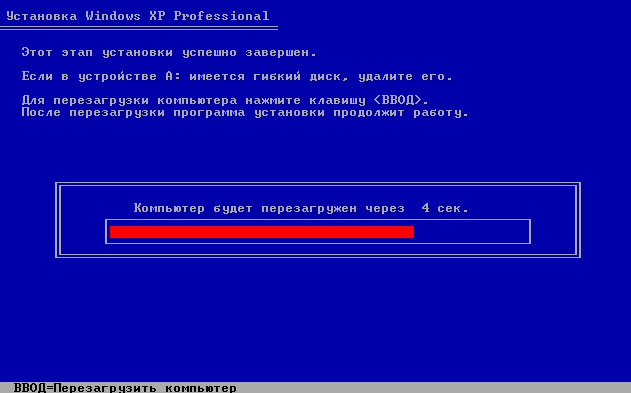 Установка Windows XP Professional
Этот этап установки успешно завершен.
Если в устройстве A: имеется гибкий диск, удалите его.
Для перезагрузки компьютера нажмите клавишу <ВВОД>.
После перезагрузки программа установки продолжит работу.
Компьютер будет перезагружен через 4 сек.
ВВОД=Перезагрузить компьютер